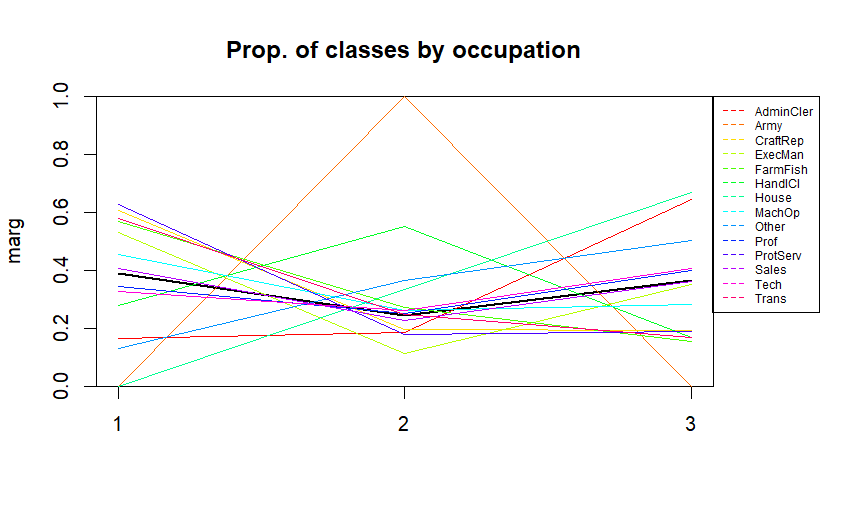 Prop. of classes by occupation
marg
1.0
0.8
0.6
0.4
0.2
0.0
1 2 3
AdminCler
Army
CraftRep
ExecMan
FarmFish
HandlCl
House
MachOp
Other
Prof
ProtServ
Sales
Tech
Trans